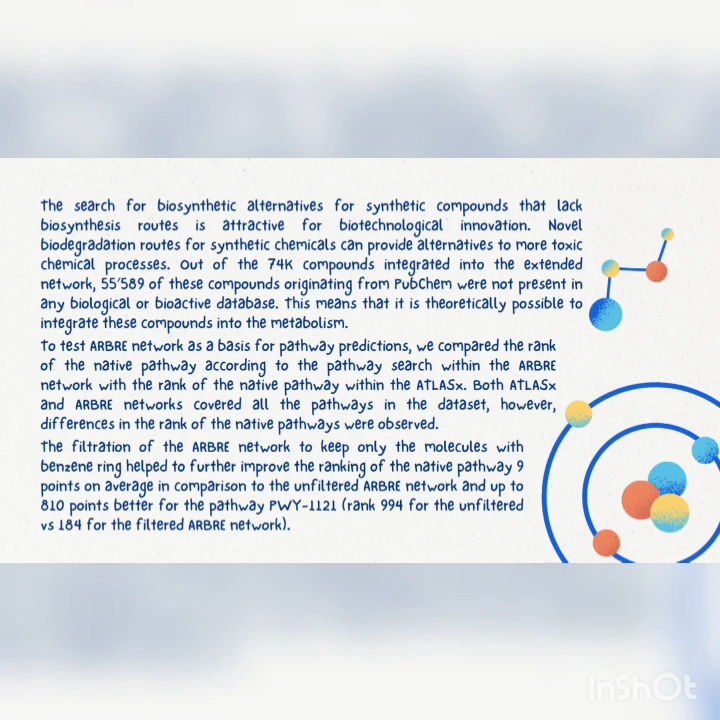 The search for biosynthetic alternatives for synthetic compounds that lack
biosynthesis routes is attractive for biotechnological innovation. Novel
biodegradation routes for synthetic chemicals can provide alternatives to more toxic
chemical processes. Out of the 74K compounds integrated into the extended
network, 55'589 of these compounds originating from PubChem were not present in
any biological or bioactive database. This means that it is theoretically possible to
integrate these compounds into the metabolism.
To test ARBRE network as a basis for pathway predictions, we compared the rank
of the native pathway according to the pathway search within the ARBRE
network with the rank of the native pathway within the ATLASx. Both ATLASx
and ARBRE networks covered all the pathways in the dataset, however,
differences in the rank of the native pathways were observed.
The filtration of the ARBRE network to keep only the molecules with
benzene ring helped to further improve the ranking of the native pathway 9
points on average in comparison to the unfiltered ARBRE network and up to
810 points better for the pathway PWY-1121 (rank 994 for the unfiltered
vs 184 for the filtered ARBRE network).
InShOt